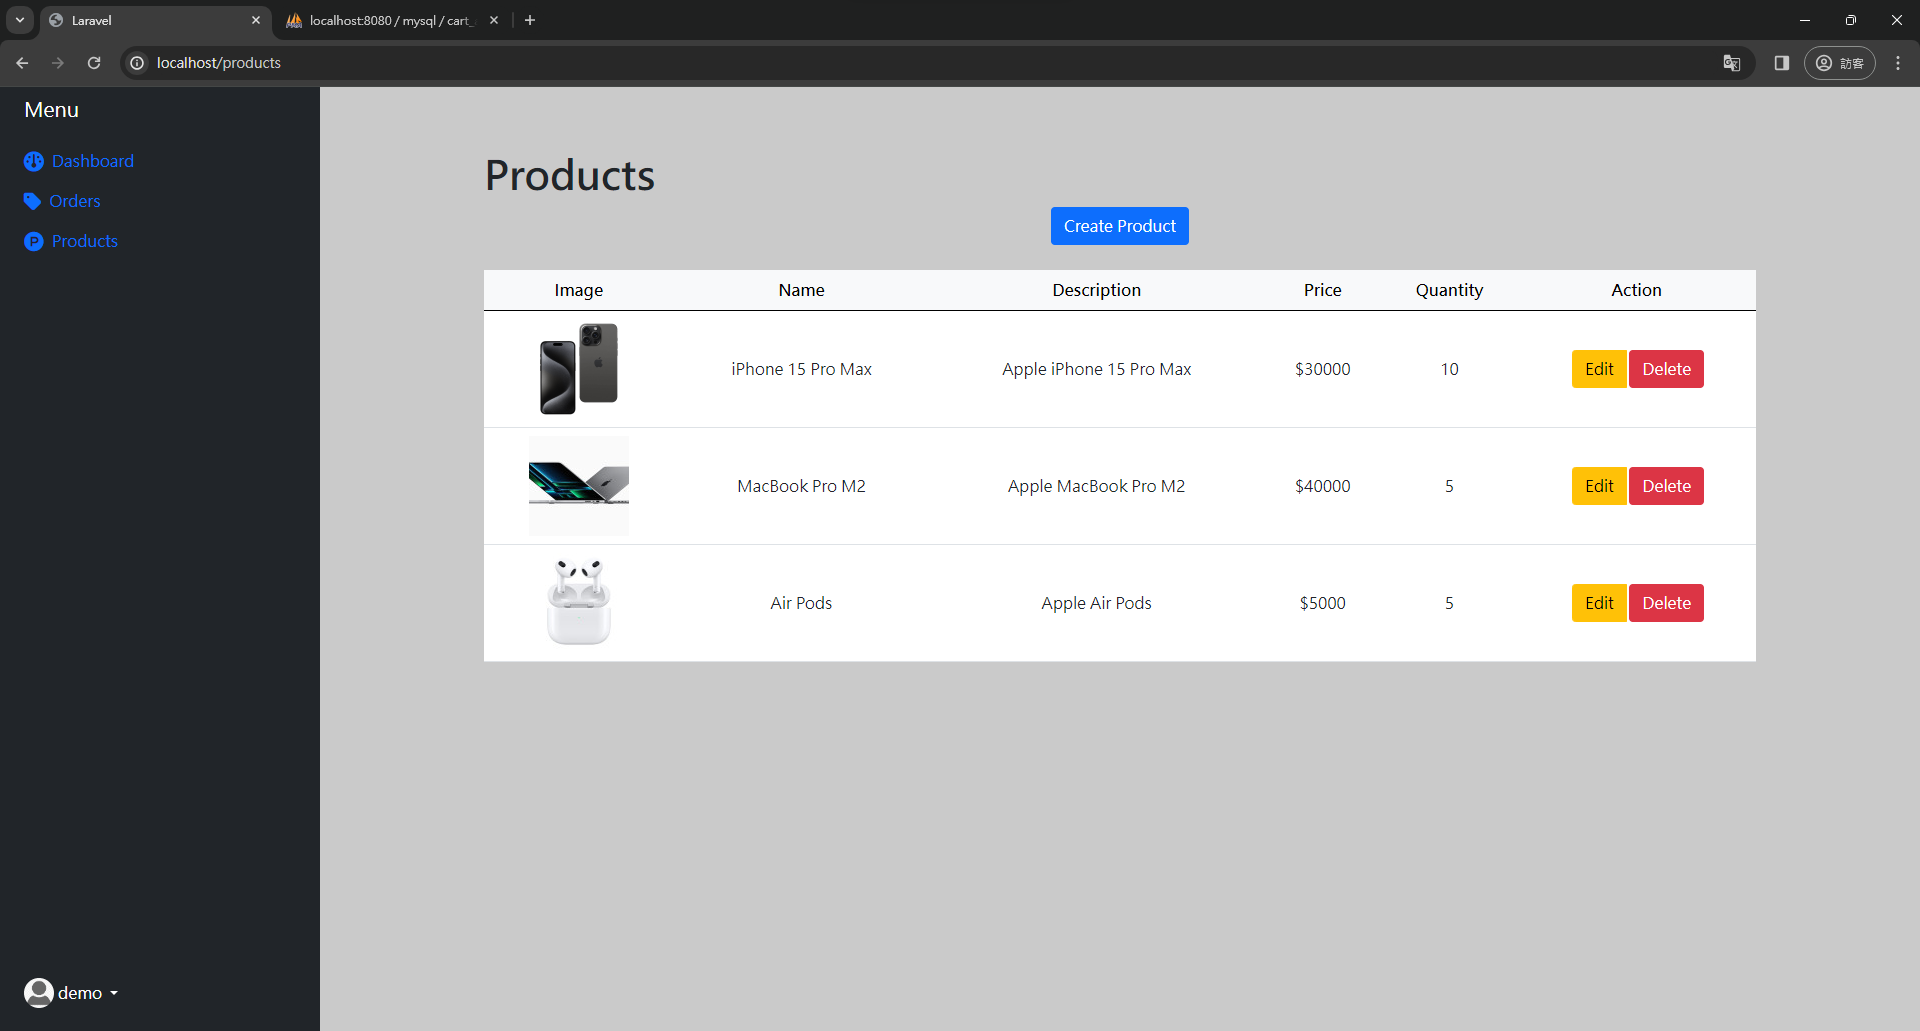 Laravel
localhost:8080 / mysql / cart_
localhost/products
訪客
Menu
Dashboard
Orders
Products
demo
Products
Create Product
Image Name Description Price Quantity Action
iPhone 15 Pro Max Apple iPhone 15 Pro Max $30000 10 Edit Delete
MacBook Pro M2 Apple MacBook Pro M2 $40000 5 Edit Delete
Air Pods Apple Air Pods $5000 5 Edit Delete